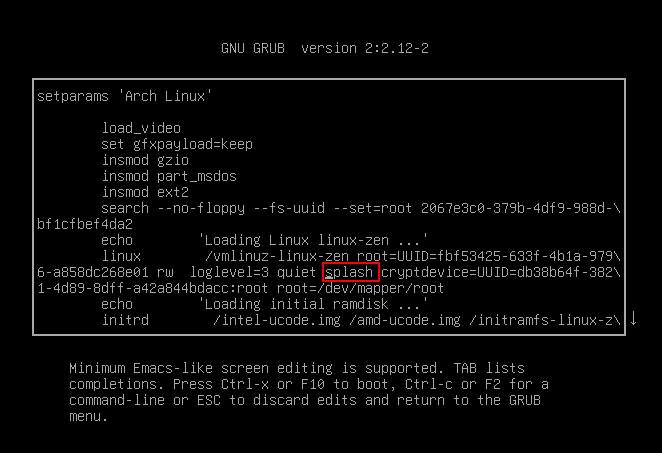 GNU GRUB  version 2:2.12-2
setparams 'Arch Linux'
load_video
set gfxpayload=keep
insmod gzio
insmod part_msdos
insmod ext2
search --no-floppy --fs-uuid --set=root 2067e3c0-379b-4df9-988d-\
bf1cfbef4da2
echo 'Loading Linux linux-zen ...'
linux /vmlinuz-linux-zen root=UUID=fbf53425-633f-4b1a-979\
6-a858dc268e01 rw  loglevel=3 quiet splash cryptdevice=UUID=db38b64f-382\
1-4d89-8dff-a42a844bdacc:root root=/dev/mapper/root
echo 'Loading initial ramdisk ...'
initrd /intel-ucode.img /amd-ucode.img /initramfs-linux-z\
Minimum Emacs-like screen editing is supported. TAB lists
completions. Press Ctrl-x or F10 to boot, Ctrl-c or F2 for a
command-line or ESC to discard edits and return to the GRUB
menu.